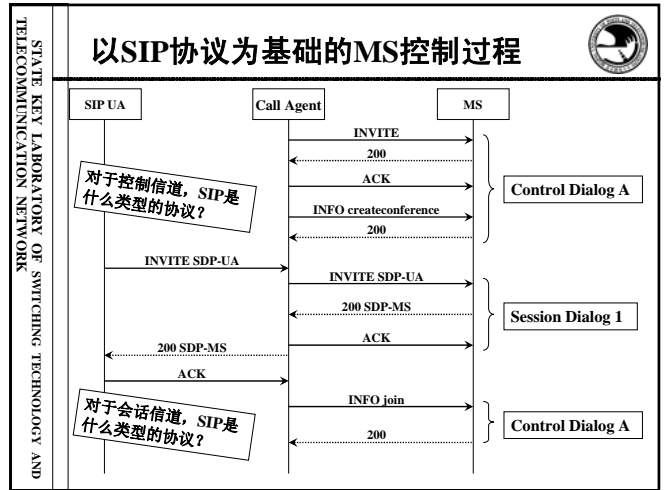 STATE KEY LABORATORY OF SWITCHING TECHNOLOGY AND
TELECOMMUNICATION NETWORK
以SIP协议为基础的MS控制过程
SIP UA
Call Agent
MS
INVITE
200
ACK
INFO createconference
200
对于控制信道，SIP是
什么类型的协议？
Control Dialog A
INVITE SDP-UA
INVITE SDP-UA
200 SDP-MS
ACK
Session Dialog 1
200 SDP-MS
ACK
对于会话信道，SIP是
什么类型的协议？
INFO join
200
Control Dialog A